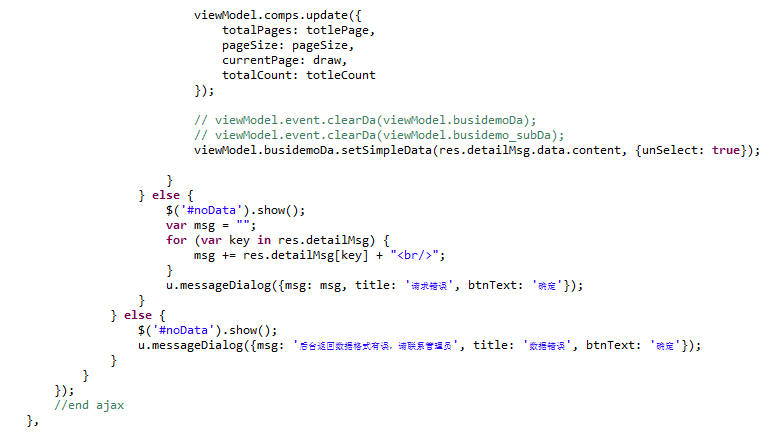 viewModel.comps.update({
totalPages: totlePage,
pageSize: pageSize,
currentPage: draw,
totalCount: totleCount
});
// viewModel.event.clearDa(viewModel.busidemoDa);
// viewModel.event.clearDa(viewModel.busidemo_subDa);
viewModel.busidemoDa.setSimpleData(res.detailMsg.data.content, {unSelect: true});
}
} else {
$('#noData').show();
var msg = "";
for (var key in res.detailMsg) {
msg += res.detailMsg[key] + "<br/>";
}
u.messageDialog({msg: msg, title: '请求错误', btnText: '确定'});
}
} else {
$('#noData').show();
u.messageDialog({msg: '后台返回数据格式有误，请联系管理员', title: '数据错误', btnText: '确定'});
}
}
});
//end ajax
},